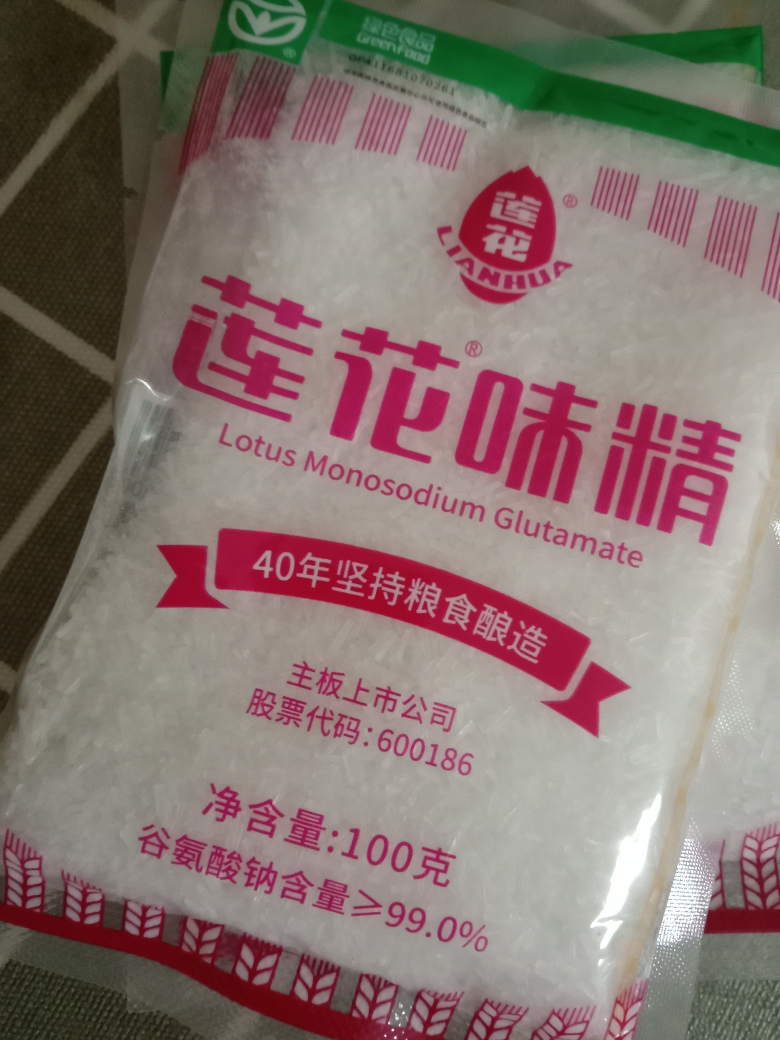 绿色食品
GreenFood
®
莲花
LIANHUA
®
莲花味精
®
Lotus Monosodium Glutamate
40年坚持粮食酿造
主板上市公司
股票代码:600186
净含量:100克
谷氨酸钠含量≥99.0%